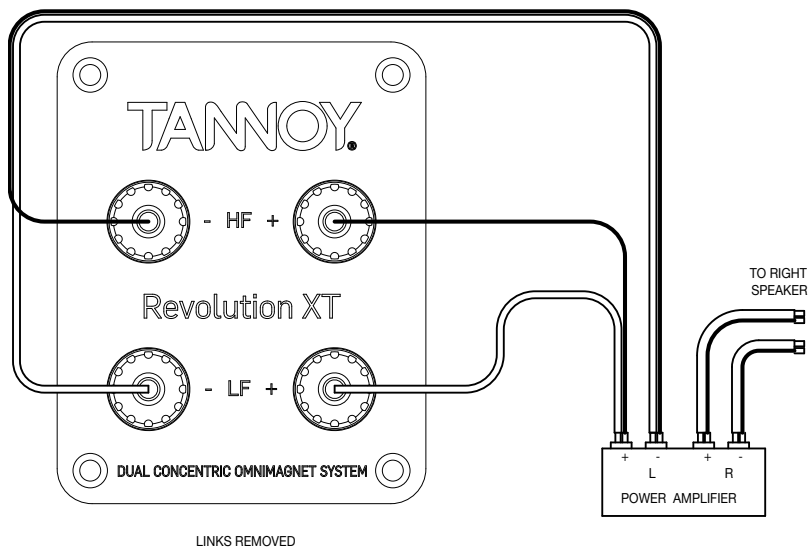 TANNOY®
- HF +
TO RIGHT
SPEAKER
Revolution XT
- LF +
DUAL CONCENTRIC OMNIMAGNET SYSTEM
+ - + -
L R
POWER AMPLIFIER
LINKS REMOVED